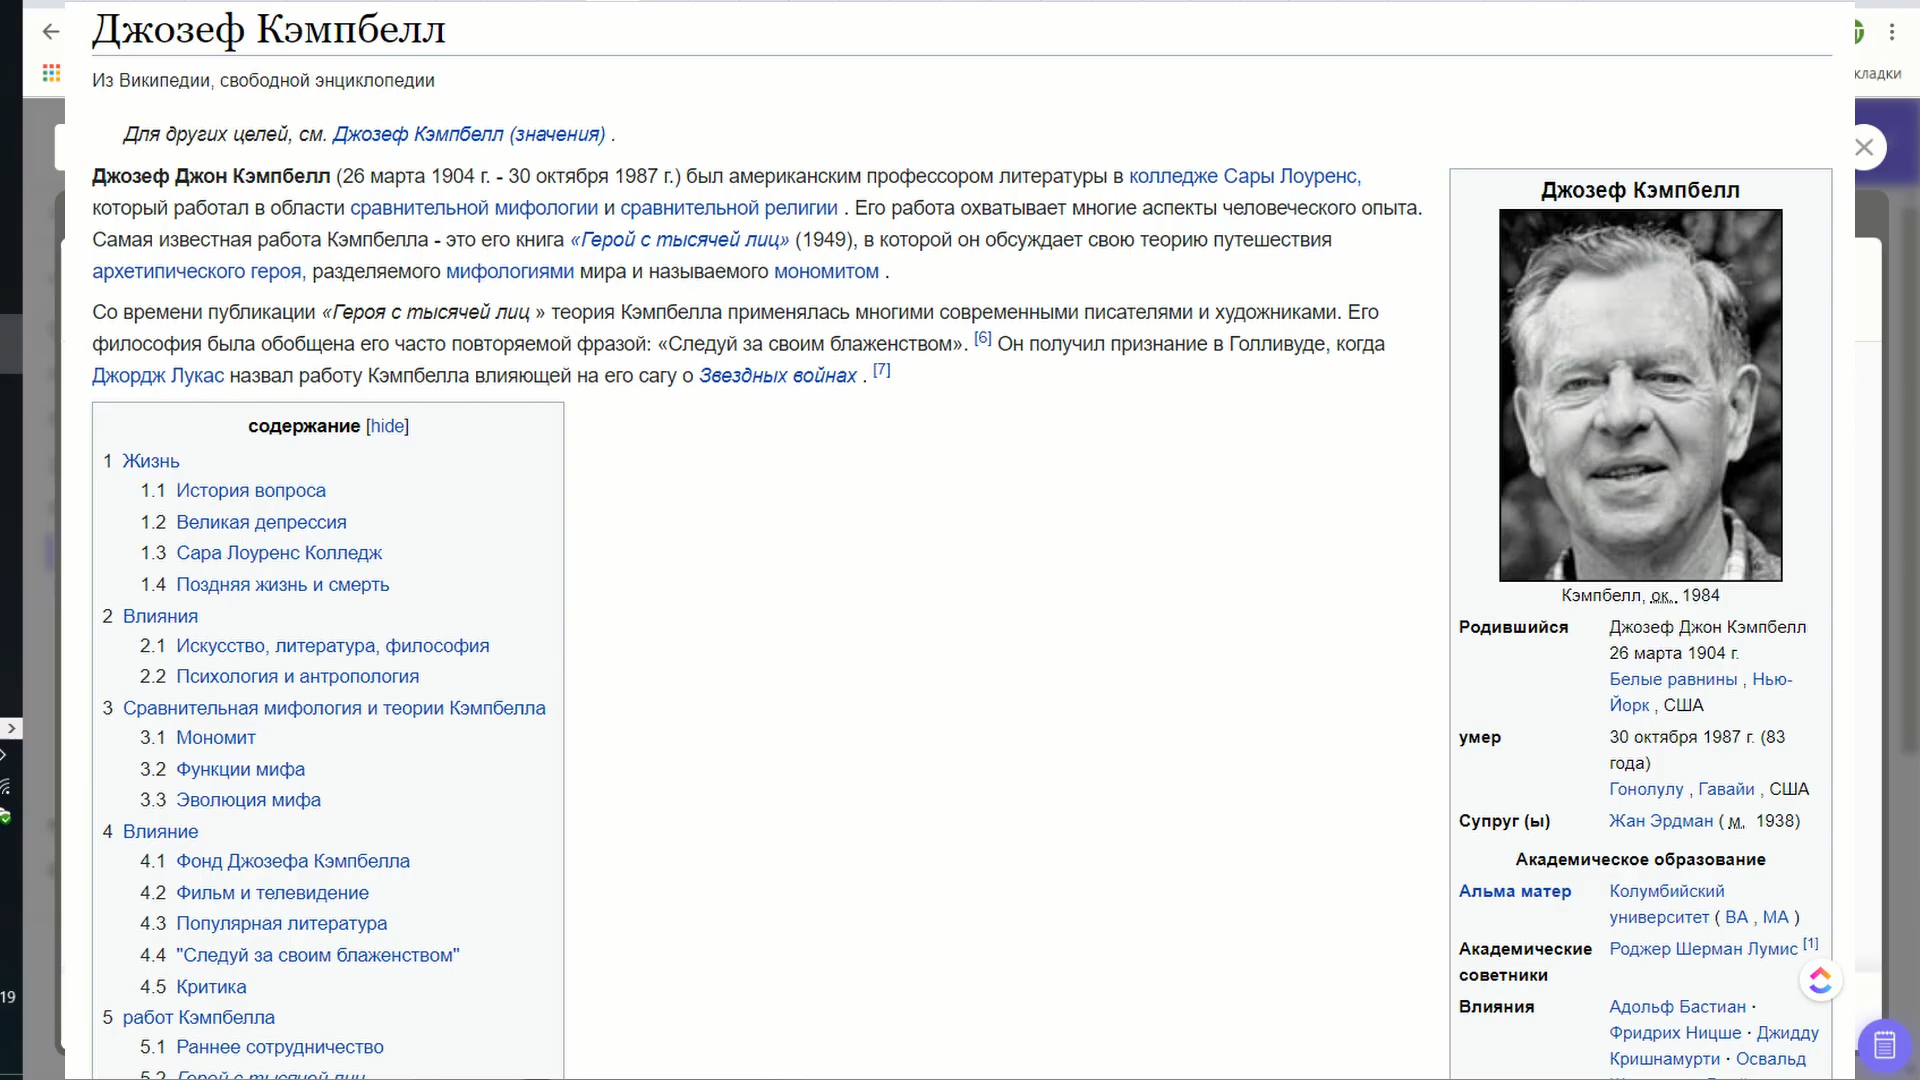 Джозеф Кэмпбелл
Из Википедии, свободной энциклопедии
кладки
Для других целей, см. Джозеф Кэмпбелл (значения) .
Джозеф Джон Кэмпбелл (26 марта 1904 г. - 30 октября 1987 г.) был американским профессором литературы в колледже Сары Лоуренс,
который работал в области сравнительной мифологии и сравнительной религии . Его работа охватывает многие аспекты человеческого опыта.
Самая известная работа Кэмпбелла - это его книга «Герой с тысячей лиц» (1949), в которой он обсуждает свою теорию путешествия
архетипического героя, разделяемого мифологиями мира и называемого мономитом .
Со времени публикации «Героя с тысячей лиц » теория Кэмпбелла применялась многими современными писателями и художниками. Его
философия была обобщена его часто повторяемой фразой: «Следуй за своим блаженством». [6] Он получил признание в Голливуде, когда
Джордж Лукас назвал работу Кэмпбелла влияющей на его сагу о Звездных войнах . [7]
содержание [hide]
1 Жизнь
1.1 История вопроса
1.2 Великая депрессия
1.3 Сара Лоуренс Колледж
1.4 Поздняя жизнь и смерть
2 Влияния
2.1 Искусство, литература, философия
2.2 Психология и антропология
3 Сравнительная мифология и теории Кэмпбелла
3.1 Мономит
3.2 Функции мифа
3.3 Эволюция мифа
4 Влияние
4.1 Фонд Джозефа Кэмпбелла
4.2 Фильм и телевидение
4.3 Популярная литература
4.4 "Следуй за своим блаженством"
4.5 Критика
5 работ Кэмпбелла
5.1 Раннее сотрудничество
5.2 Герой с тысячей лиц
19
Джозеф Кэмпбелл
Кэмпбелл, ок. 1984
Родившийся Джозеф Джон Кэмпбелл
26 марта 1904 г.
Белые равнины , Нью-
Йорк , США
умер 30 октября 1987 г. (83
года)
Гонолулу , Гавайи , США
Супруг (ы) Жан Эрдман ( м. 1938)
Академическое образование
Альма матер Колумбийский
университет ( BA , MA )
Академические Роджер Шерман Лумис [1]
советники
Влияния Адольф Бастиан ·
Фридрих Ницше · Джидду
Кришнамурти · Освальд